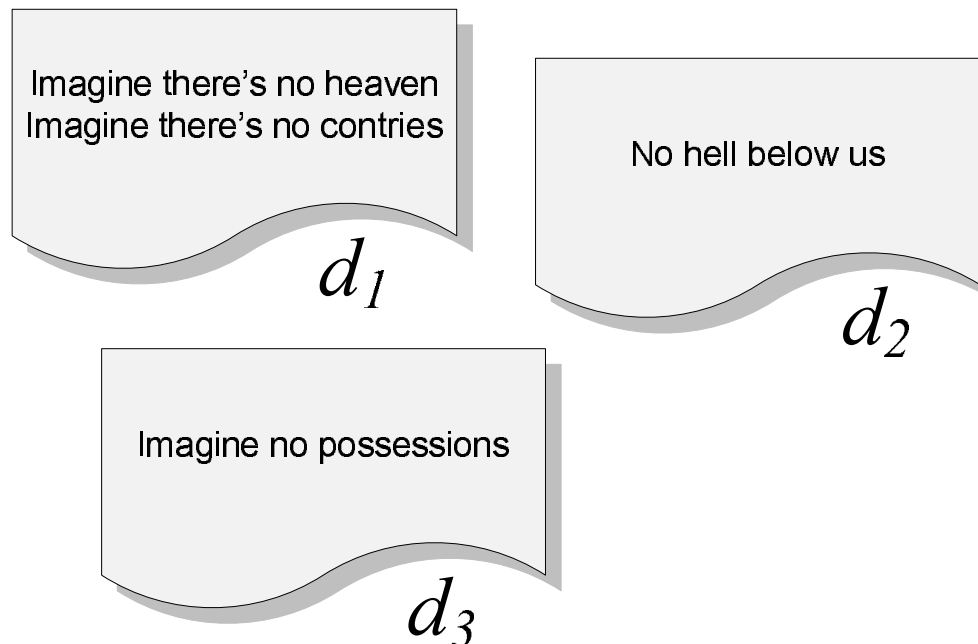 Imagine there's no heaven
Imagine there's no contries
d1
No hell below us
d2
Imagine no possessions
d3